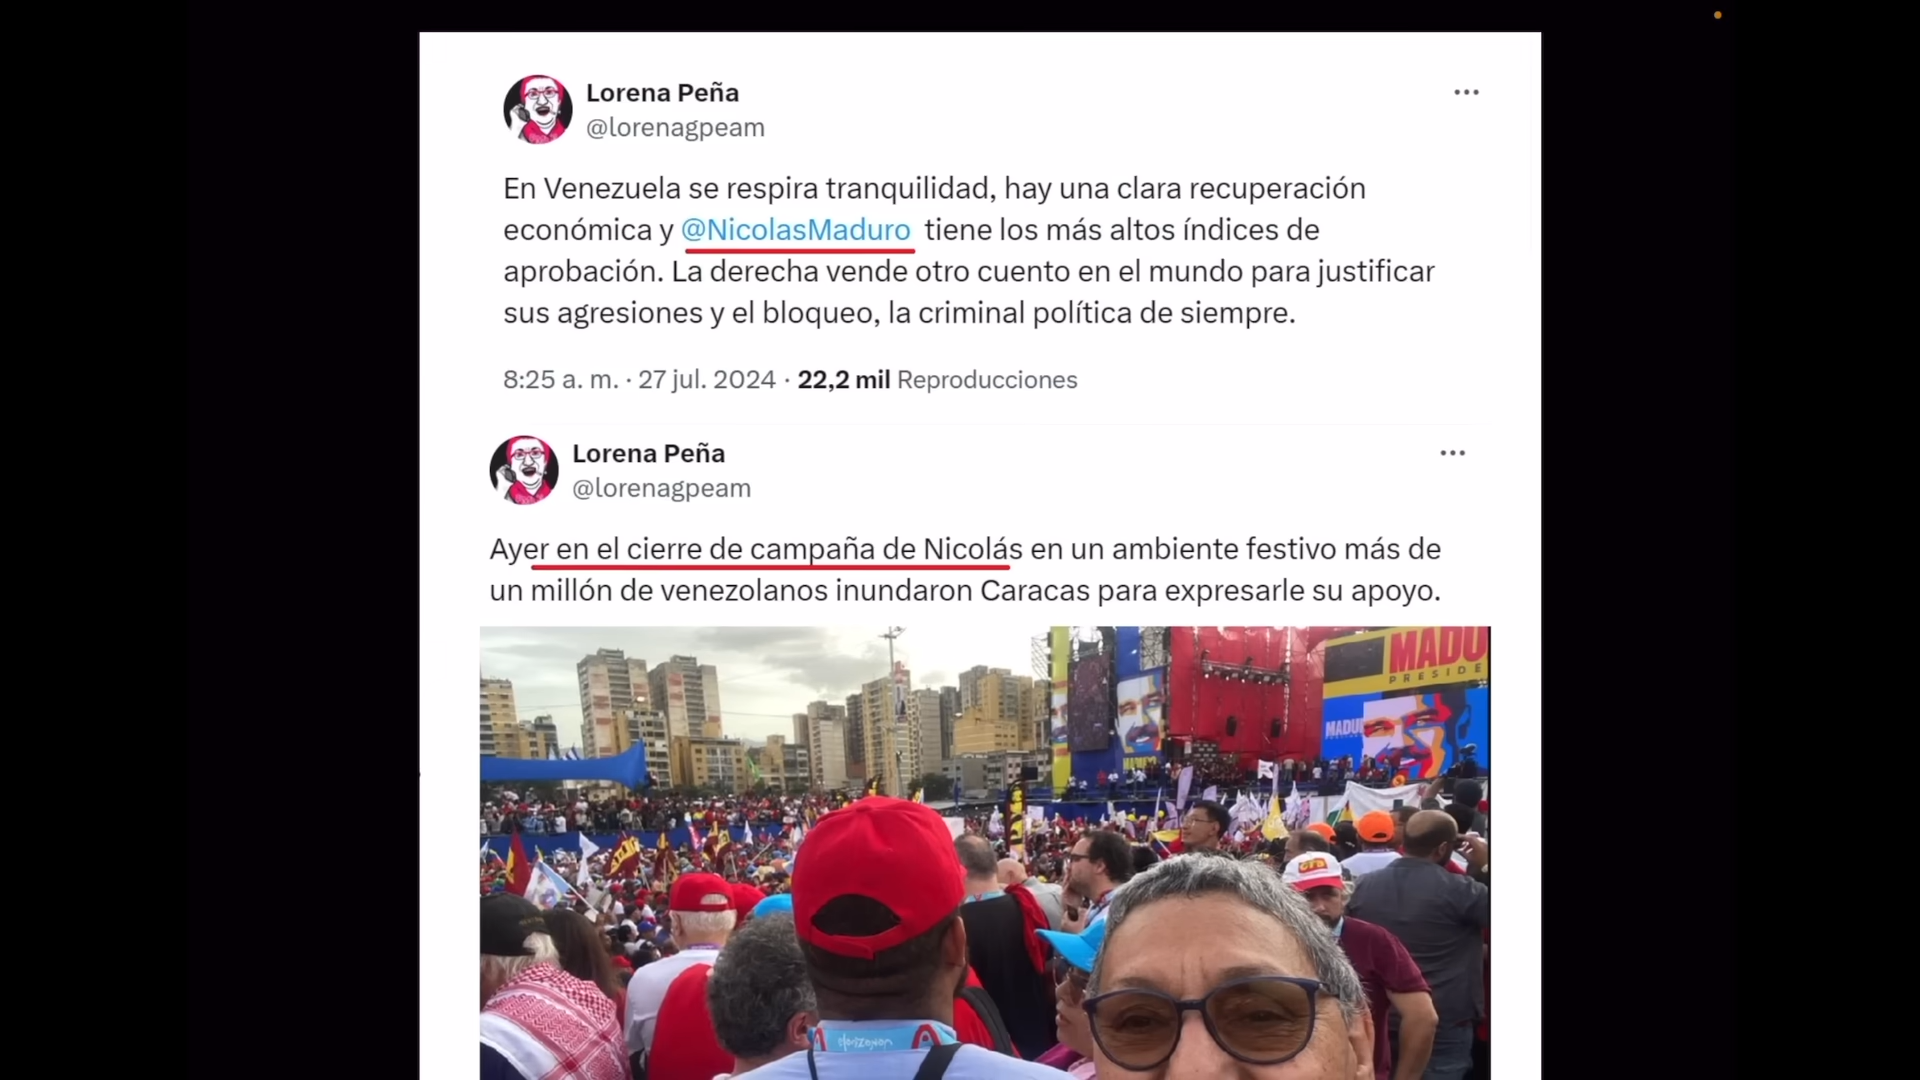 Lorena Peña
@lorenagpeam
En Venezuela se respira tranquilidad, hay una clara recuperación
económica y @NicolasMaduro tiene los más altos índices de
aprobación. La derecha vende otro cuento en el mundo para justificar
sus agresiones y el bloqueo, la criminal política de siempre.
8:25 a. m. · 27 jul. 2024 · 22,2 mil Reproducciones
Lorena Peña
@lorenagpeam
Ayer en el cierre de campaña de Nicolás en un ambiente festivo más de
un millón de venezolanos inundaron Caracas para expresarle su apoyo.
MADU
PRESIDE
MADU